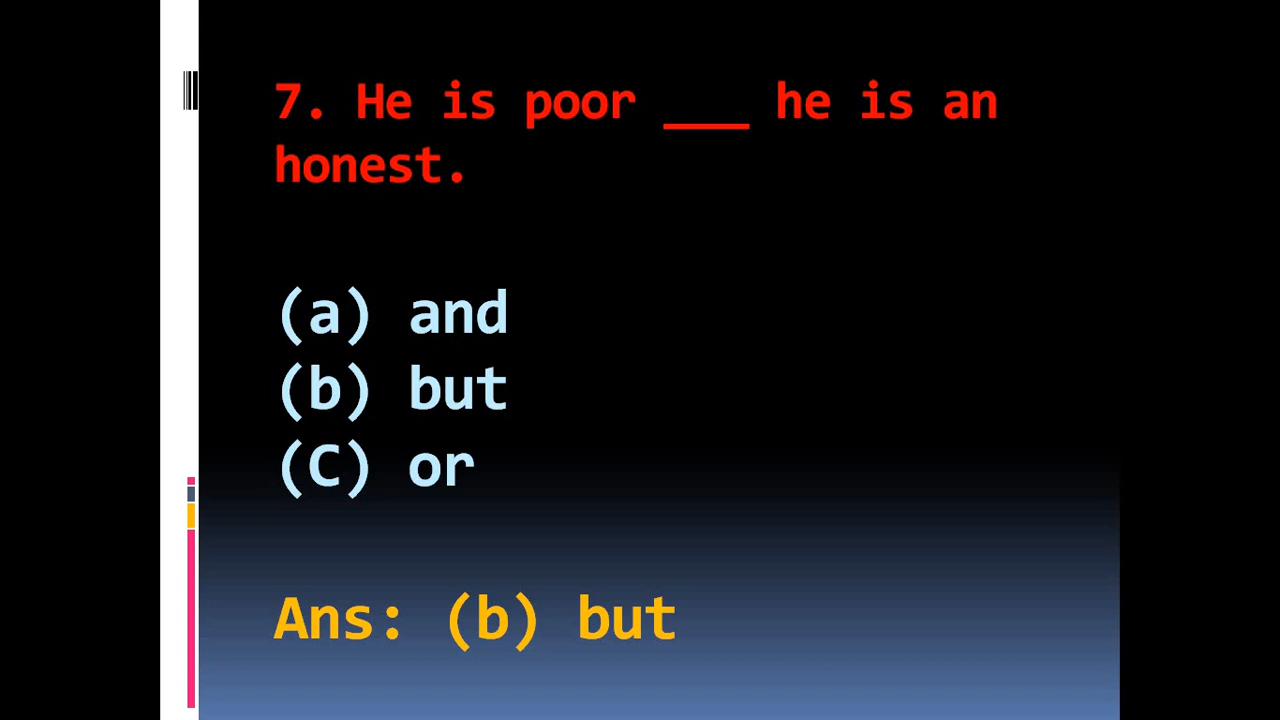 7. He is poor ___ he is an
honest.
(a) and
(b) but
(C) or
Ans: (b) but